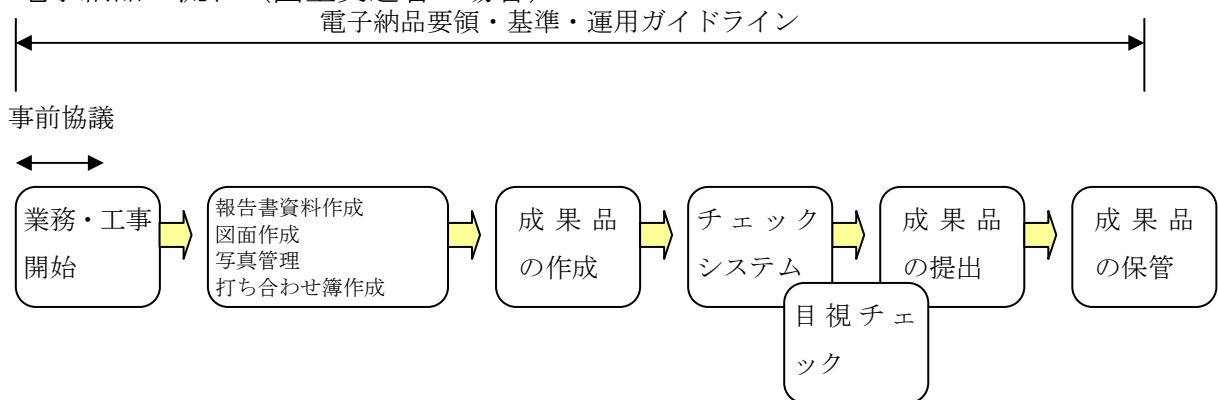 電子納品要領・基準・運用ガイドライン
事前協議
業務・工事
開始
報告書資料作成
図面作成
写真管理
打ち合わせ簿作成
成果品
の作成
チェック
システム
目視チェ
ック
成果品
の提出
成果品
の保管